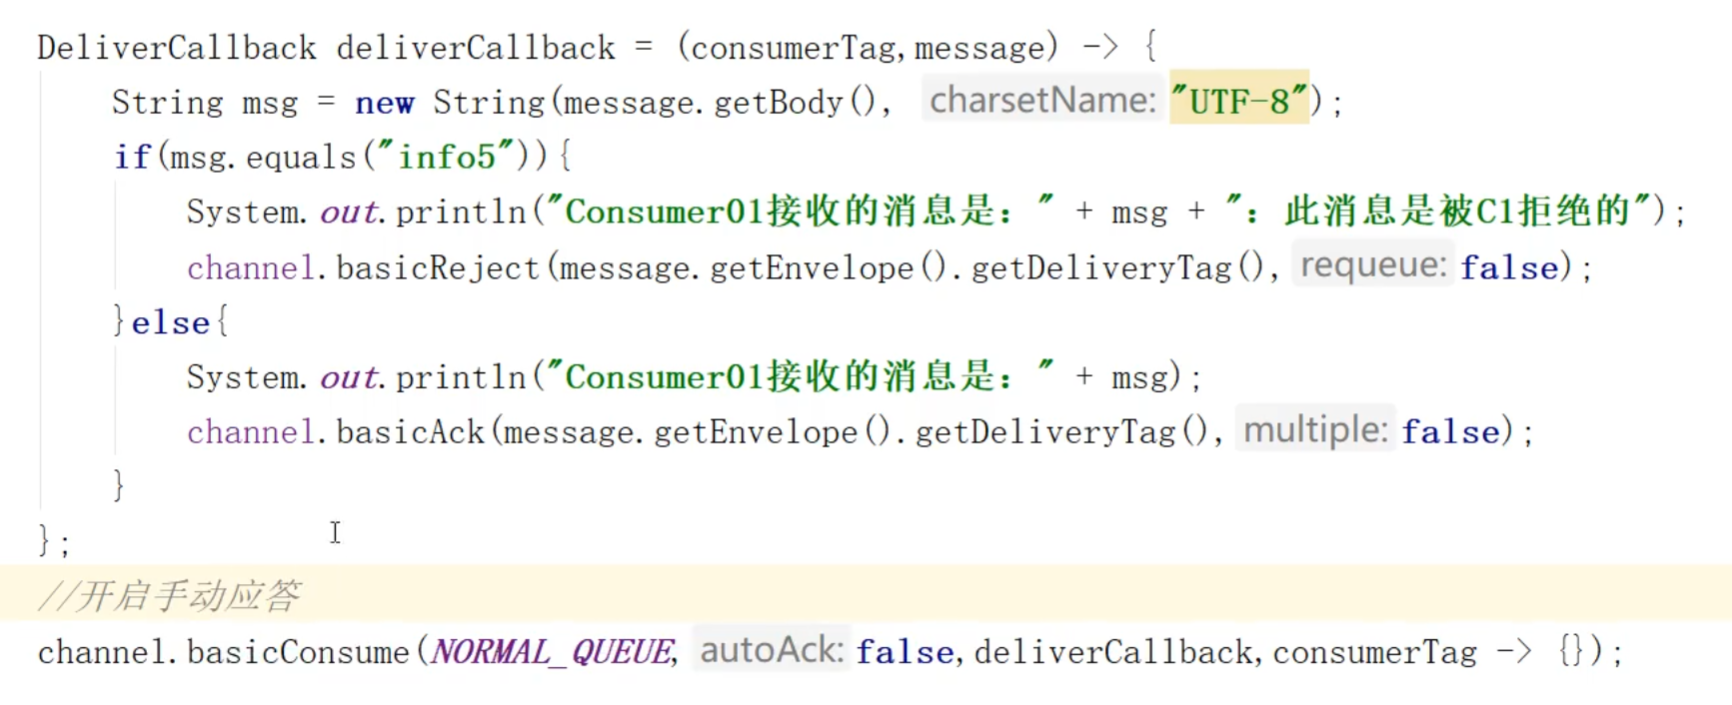 DeliverCallback deliverCallback = (consumerTag,message) -> {
String msg = new String(message.getBody(), charsetName: "UTF-8");
if(msg.equals("info5")){
System.out.println("Consumer01接收的消息是：" + msg + "：此消息是被C1拒绝的");
channel.basicReject(message.getEnvelope().getDeliveryTag(), requeue: false);
}else{
System.out.println("Consumer01接收的消息是：" + msg);
channel.basicAck(message.getEnvelope().getDeliveryTag(), multiple: false);
}
};
//开启手动应答
channel.basicConsume(NORMAL_QUEUE, autoAck: false,deliverCallback,consumerTag -> {});